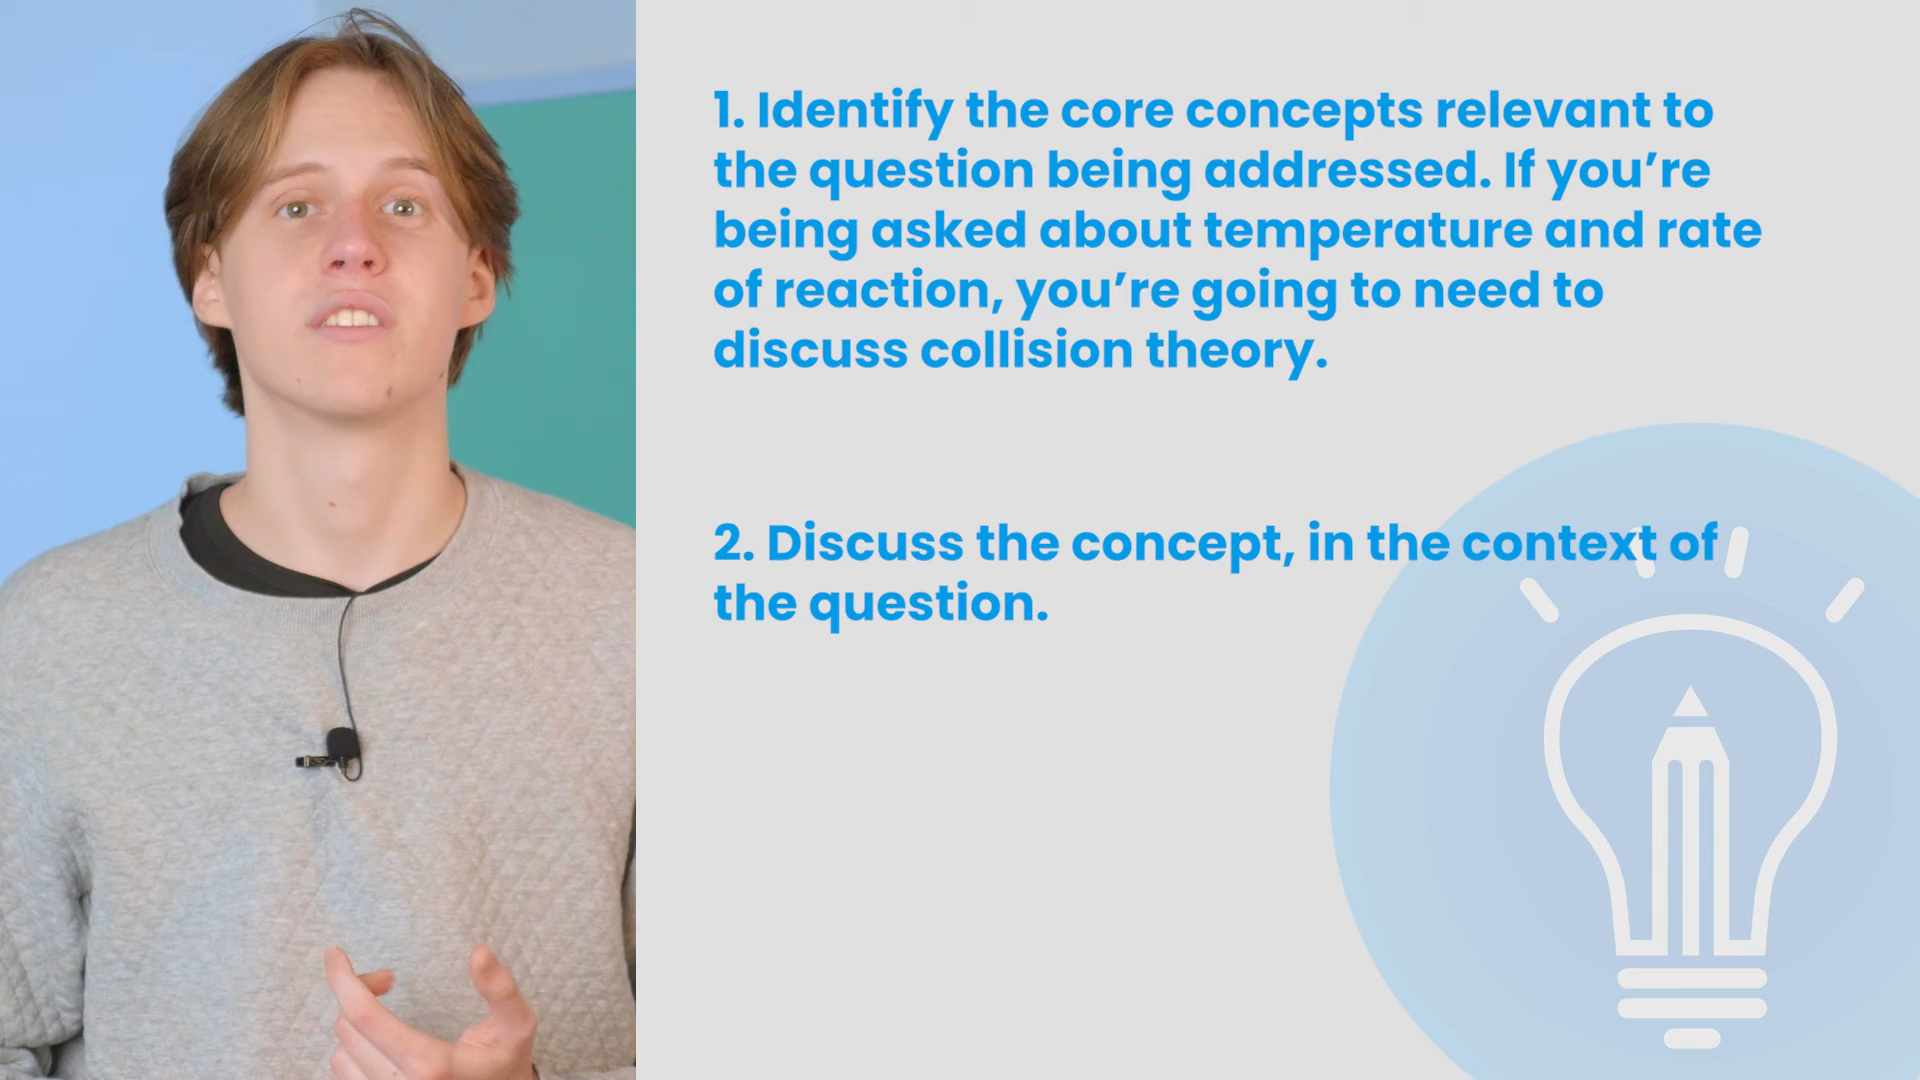 1. Identify the core concepts relevant to
the question being addressed. If you’re
being asked about temperature and rate
of reaction, you’re going to need to
discuss collision theory.
2. Discuss the concept, in the context of
the question.